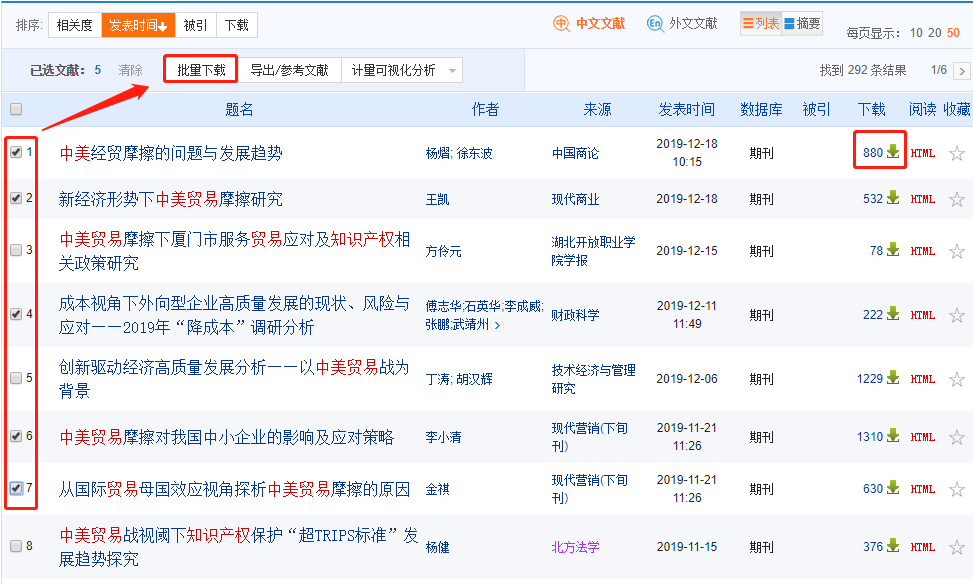 排序: 相关度 发表时间 被引 下载 中文文献 外文文献 列表 摘要 每页显示: 10 20 50
已选文献: 5 清除 批量下载 导出/参考文献 计量可视化分析 找到 292 条结果 1/6
题名 作者 来源 发表时间 数据库 被引 下载 阅读 收藏
1 中美经贸摩擦的问题与发展趋势 杨熠; 徐东波 中国商论 2019-12-18 10:15 期刊 880 HTML
2 新经济形势下中美贸易摩擦研究 王凯 现代商业 2019-12-18 期刊 532 HTML
3 中美贸易摩擦下厦门市服务贸易应对及知识产权相
关政策研究 方伶元 湖北开放职业学
院学报 2019-12-15 期刊 78 HTML
4 成本视角下外向型企业高质量发展的现状、风险与
应对——2019年“降成本”调研分析 傅志华;石英华;李成威;
张鹏;武靖州 财政科学 2019-12-11
11:49 期刊 222 HTML
5 创新驱动经济高质量发展分析——以中美贸易战为
背景 丁涛; 胡汉辉 技术经济与管理
研究 2019-12-06 期刊 1229 HTML
6 中美贸易摩擦对我国中小企业的影响及应对策略 李小青 现代营销(下旬
刊) 2019-11-21
11:26 期刊 1310 HTML
7 从国际贸易母国效应视角探析中美贸易摩擦的原因 金祺 现代营销(下旬
刊) 2019-11-21
11:26 期刊 630 HTML
8 中美贸易战视阈下知识产权保护“超TRIPS标准”发
展趋势探究 杨健 北方法学 2019-11-15 期刊 376 HTML